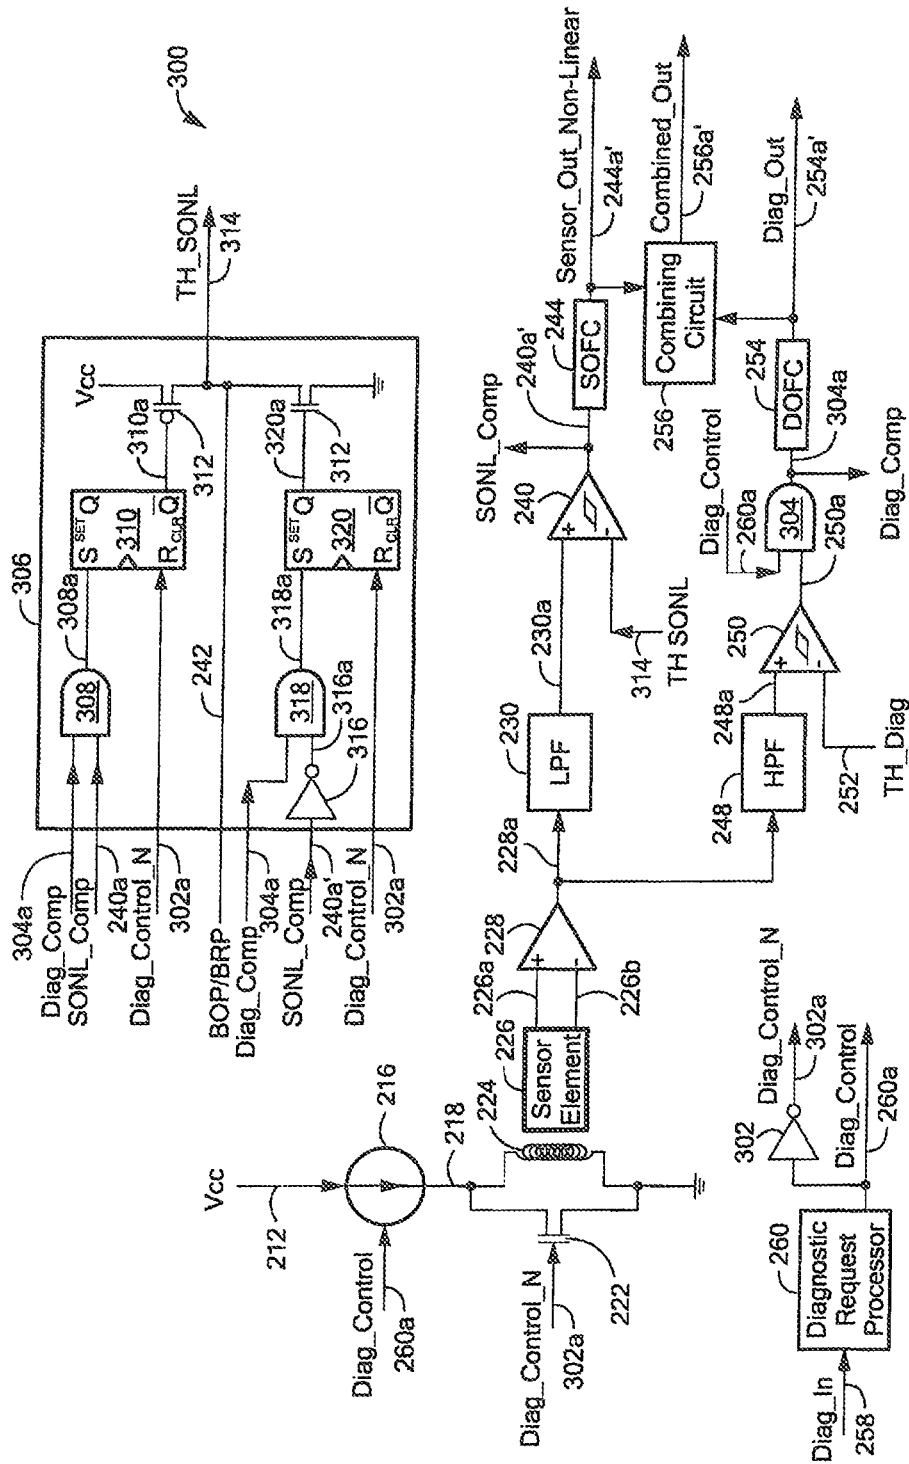 300
306
304a
Diag_Comp
SONL_Comp
240a
Diag_Control_N
302a
BOP/BRP
Diag_Comp
304a
SONL_Comp
240a'
Diag_Control_N
302a
308
308a
S SET Q
310
R CLR Q
310a
Vcc
312
TH_SONL
314
242
318
318a
316a
316
S SET Q
320
R CLR Q
320a
312
Vcc
212
216
Diag_Control
260a
218
224
Diag_Control_N
302a
222
226
Sensor
Element
226a
226b
+
-
228
228a
230
LPF
230a
SONL_Comp
240
+
-
314
TH SONL
240a'
244
SOFC
Sensor_Out_Non-Linear
244a'
Combining
Circuit
256
Combined_Out
256a'
248
HPF
248a
252
TH_Diag
250
+
-
250a
Diag_Control
260a
304
304a
Diag_Comp
254
DOFC
Diag_Out
254a'
Diag_In
258
260
Diagnostic
Request
Processor
302
Diag_Control_N
302a
Diag_Control
260a